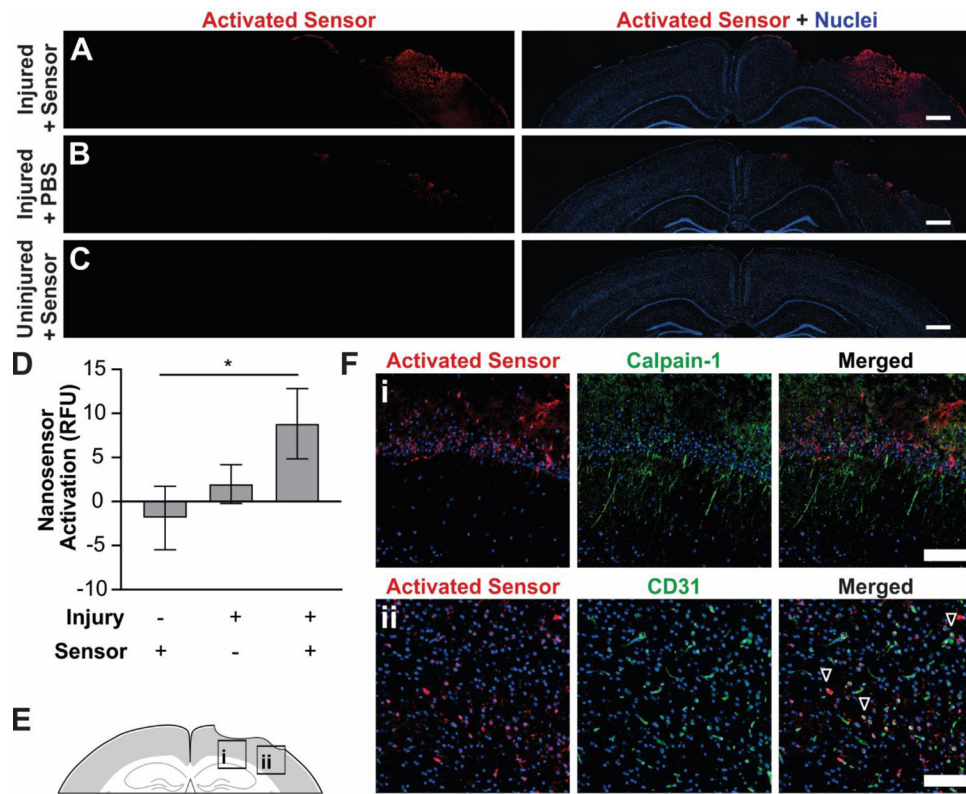 Activated Sensor
Activated Sensor + Nuclei
A
Injured
+ Sensor
B
Injured
+ PBS
C
Uninjured
+ Sensor
D
Nanosensor
Activation (RFU)
15
10
5
0
-5
-10
*
Injury - + +
Sensor + - +
E
i
ii
F
Activated Sensor
Calpain-1
Merged
i
Activated Sensor
CD31
Merged
ii